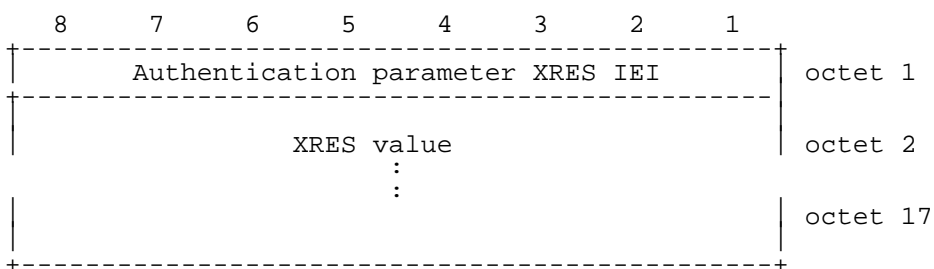 8 7 6 5 4 3 2 1
Authentication parameter XRES IEI octet 1
XRES value octet 2
:
:
octet 17